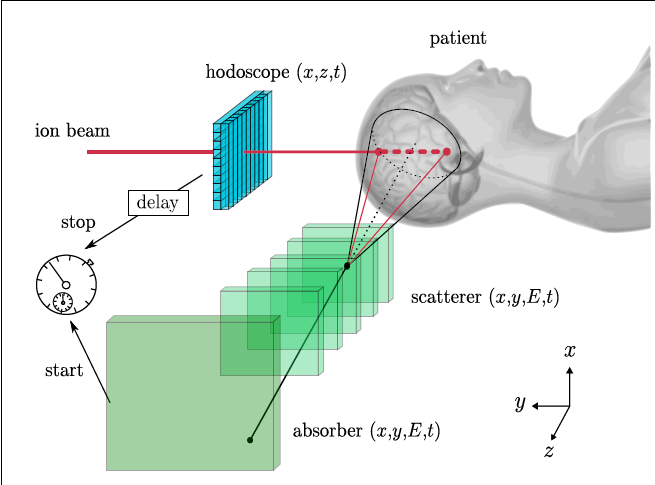 patient
hodoscope (x,z,t)
ion beam
delay
stop
scatterer (x,y,E,t)
start
absorber (x,y,E,t)
x
y
z